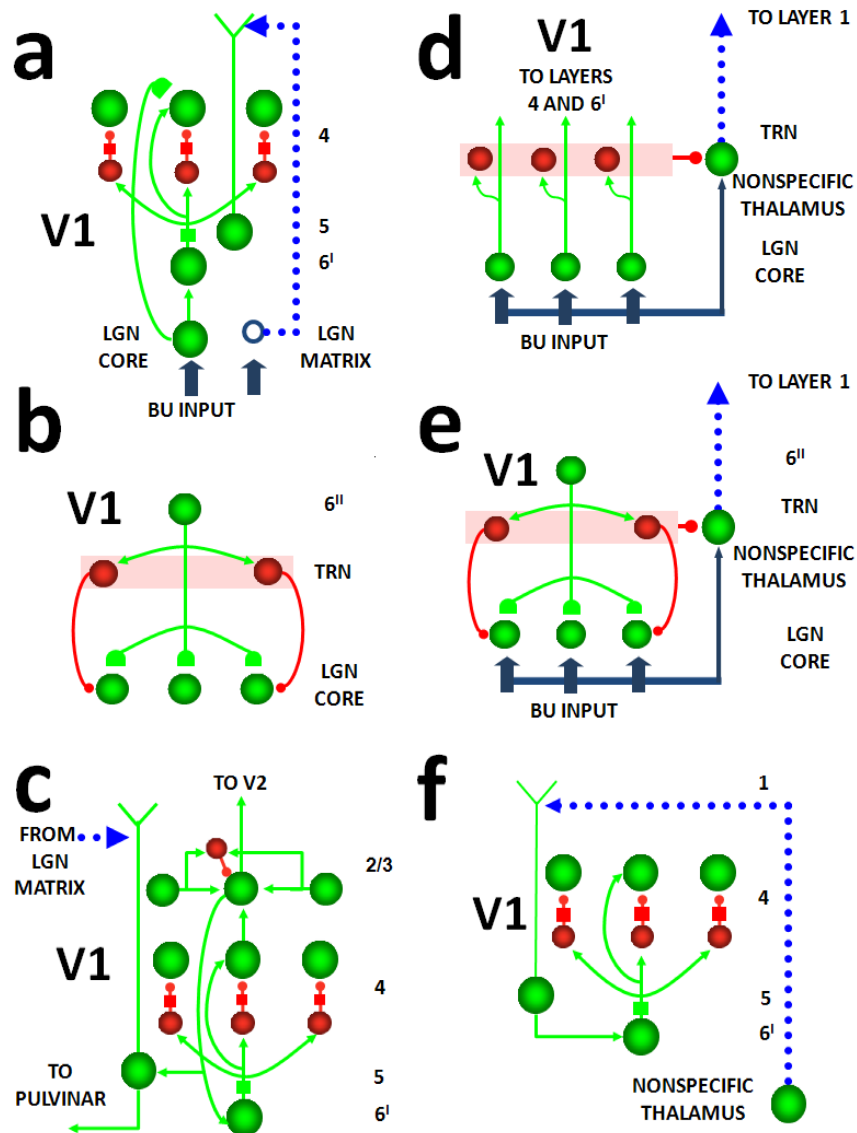 a
V1
4
5
6ᴵ
LGN
CORE
LGN
MATRIX
BU INPUT
b
V1
6ᴵᴵ
TRN
LGN
CORE
c
TO V2
FROM
LGN
MATRIX
2/3
V1
4
TO
PULVINAR
5
6ᴵ
d
V1
TO LAYER 1
TO LAYERS
4 AND 6ᴵ
TRN
NONSPECIFIC
THALAMUS
LGN
CORE
BU INPUT
e
TO LAYER 1
V1
6ᴵᴵ
TRN
NONSPECIFIC
THALAMUS
LGN
CORE
BU INPUT
f
1
V1
4
5
6ᴵ
NONSPECIFIC
THALAMUS